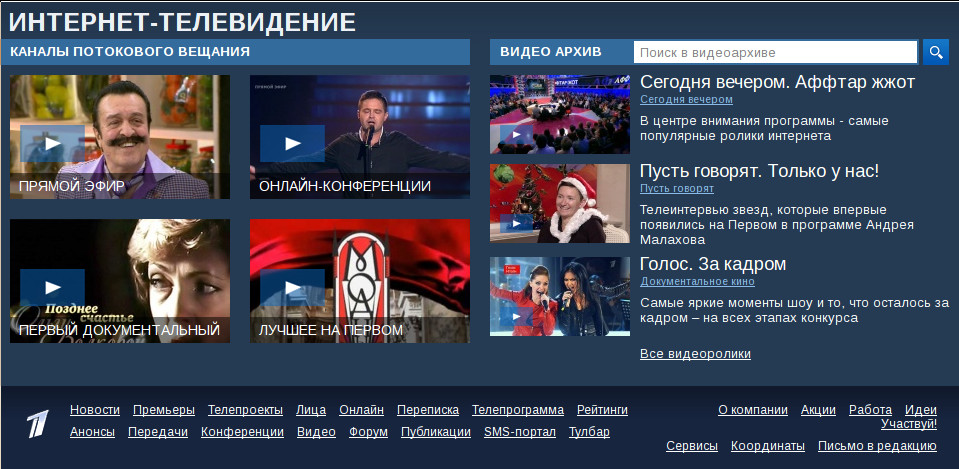 ИНТЕРНЕТ-ТЕЛЕВИДЕНИЕ
КАНАЛЫ ПОТОКОВОГО ВЕЩАНИЯ
ПРЯМОЙ ЭФИР
ПРЯМОЙ ЭФИР
ОНЛАЙН-КОНФЕРЕНЦИИ
Позднее
счастье
ПЕРВЫЙ ДОКУМЕНТАЛЬНЫЙ
ЛУЧШЕЕ НА ПЕРВОМ
ВИДЕО АРХИВ
Поиск в видеоархиве
Сегодня вечером. Аффтар жжот
Сегодня вечером
В центре внимания программы - самые
популярные ролики интернета
Пусть говорят. Только у нас!
Пусть говорят
Телеинтервью звезд, которые впервые
появились на Первом в программе Андрея
Малахова
Голос. За кадром
Документальное кино
Самые яркие моменты шоу и то, что осталось за
кадром – на всех этапах конкурса
Все видеоролики
Новости Премьеры Телепроекты Лица Онлайн Переписка Телепрограмма Рейтинги
Анонсы Передачи Конференции Видео Форум Публикации SMS-портал Тулбар
О компании Акции Работа Идеи
Участвуй!
Сервисы Координаты Письмо в редакцию